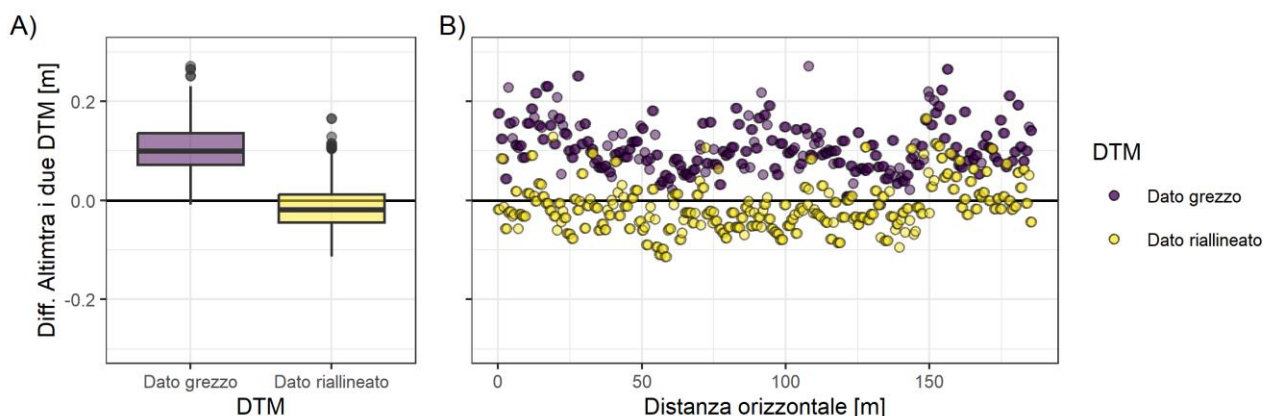 A)
B)
Diff. Altimtra i due DTM [m]
0.2
0.0
-0.2
Dato grezzo
Dato riallineato
DTM
0
50
100
150
Distanza orizzontale [m]
DTM
Dato grezzo
Dato riallineato